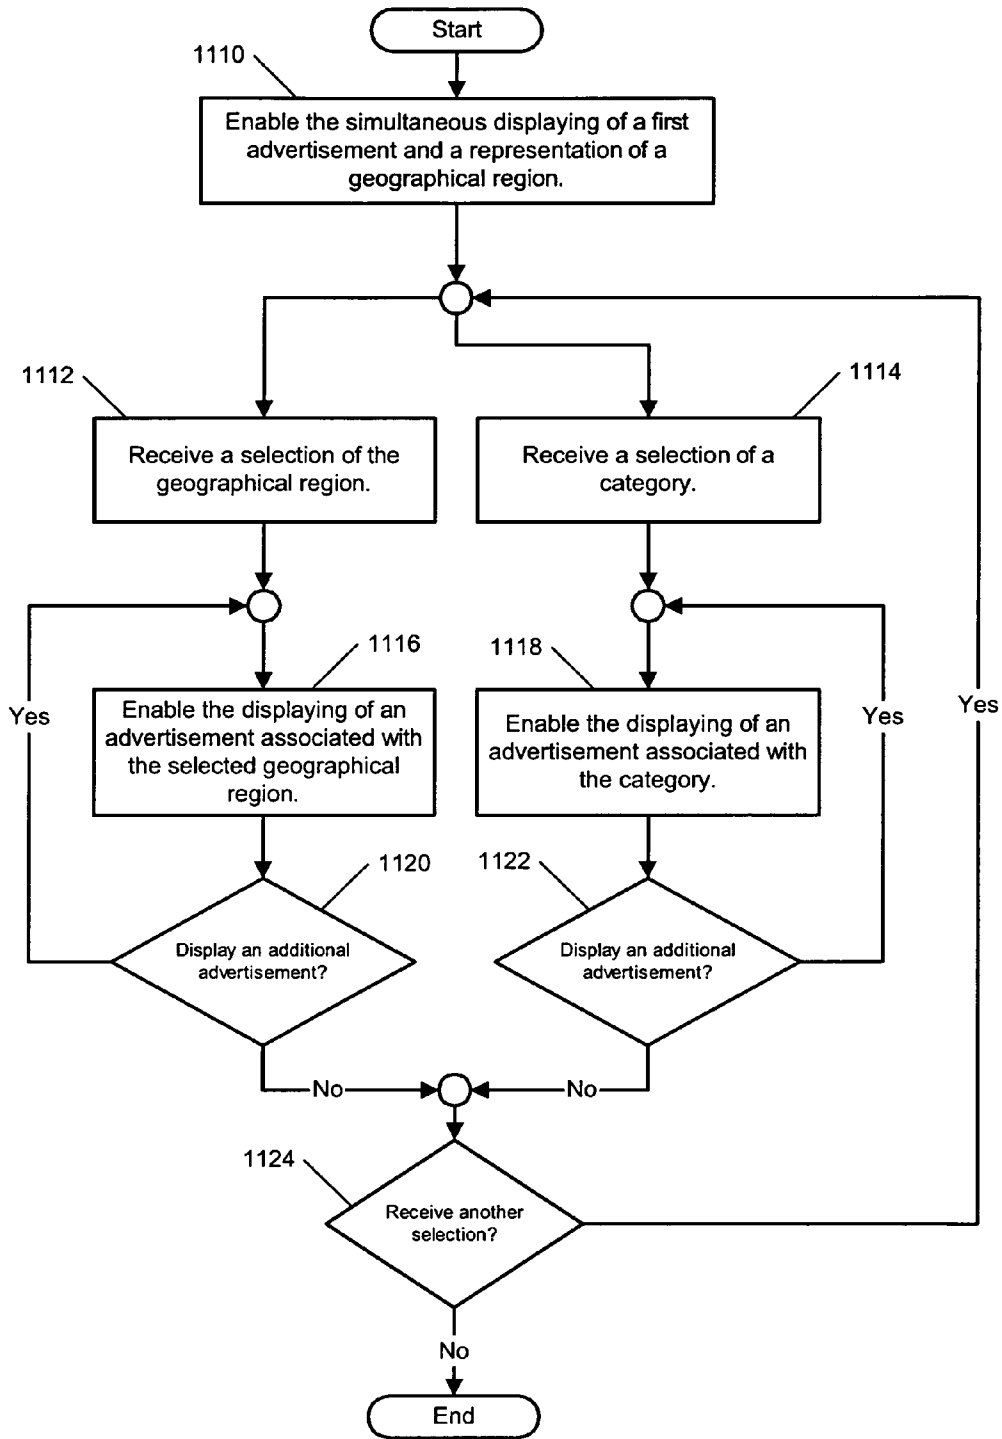 Start
1110
Enable the simultaneous displaying of a first
advertisement and a representation of a
geographical region.
1112
1114
Receive a selection of the
geographical region.
Receive a selection of a
category.
1116
1118
Yes
Enable the displaying of an
advertisement associated with
the selected geographical
region.
Enable the displaying of an
advertisement associated with
the category.
Yes
Yes
1120
1122
Display an additional
advertisement?
Display an additional
advertisement?
No
No
1124
Receive another
selection?
No
End